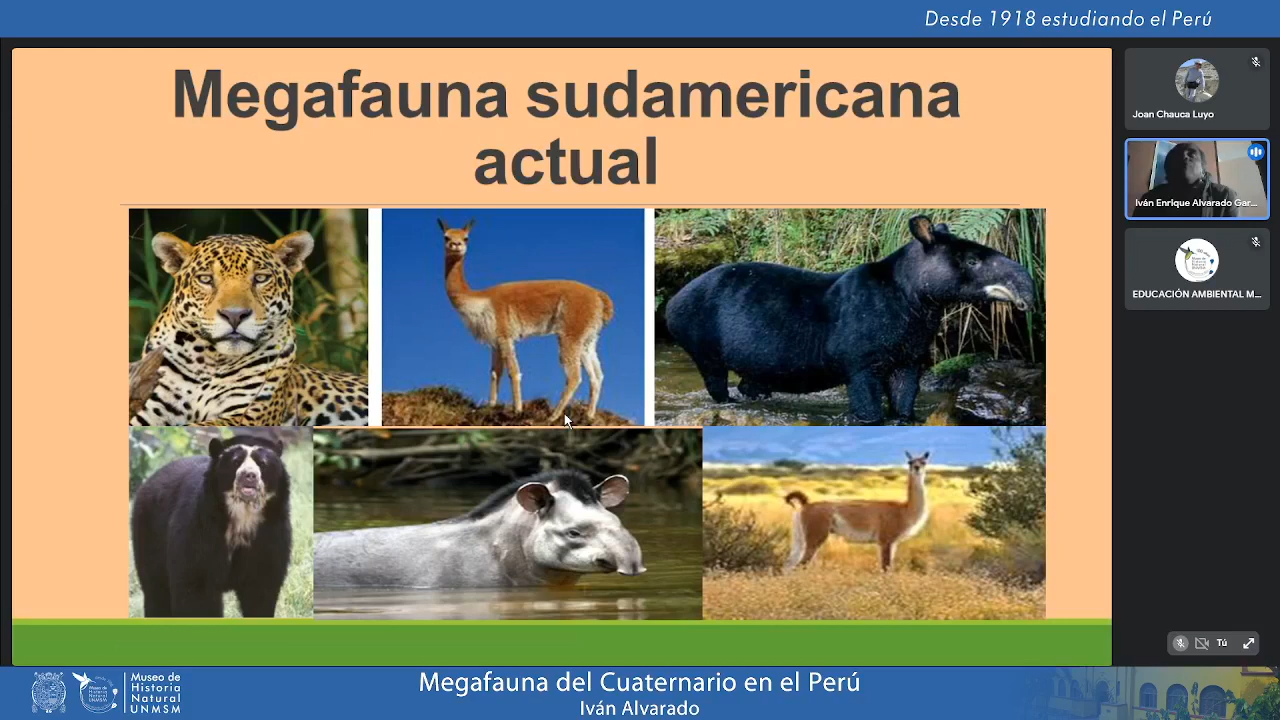 Desde 1918 estudiando el Perú
Megafauna sudamericana
actual
Joan Chauca Luyo
Iván Enrique Alvarado Gar...
EDUCACIÓN AMBIENTAL M...
Tú
Museo de
Historia
Natural
UNMSM
Megafauna del Cuaternario en el Perú
Iván Alvarado